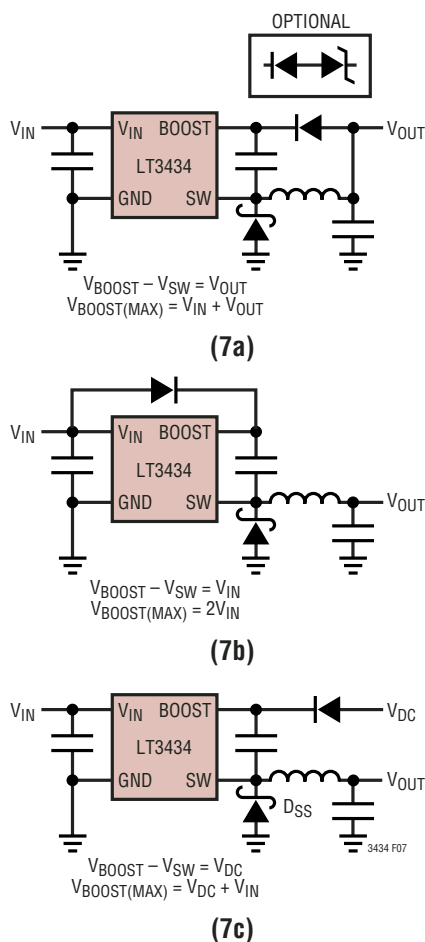 OPTIONAL
VIN VIN BOOST VOUT
LT3434
GND SW
VBOOST – VSW = VOUT
VBOOST(MAX) = VIN + VOUT
(7a)
VIN VIN BOOST
LT3434
GND SW VOUT
VBOOST – VSW = VIN
VBOOST(MAX) = 2VIN
(7b)
VIN VIN BOOST VDC
LT3434
GND SW VOUT
DSS
3434 F07
VBOOST – VSW = VDC
VBOOST(MAX) = VDC + VIN
(7c)